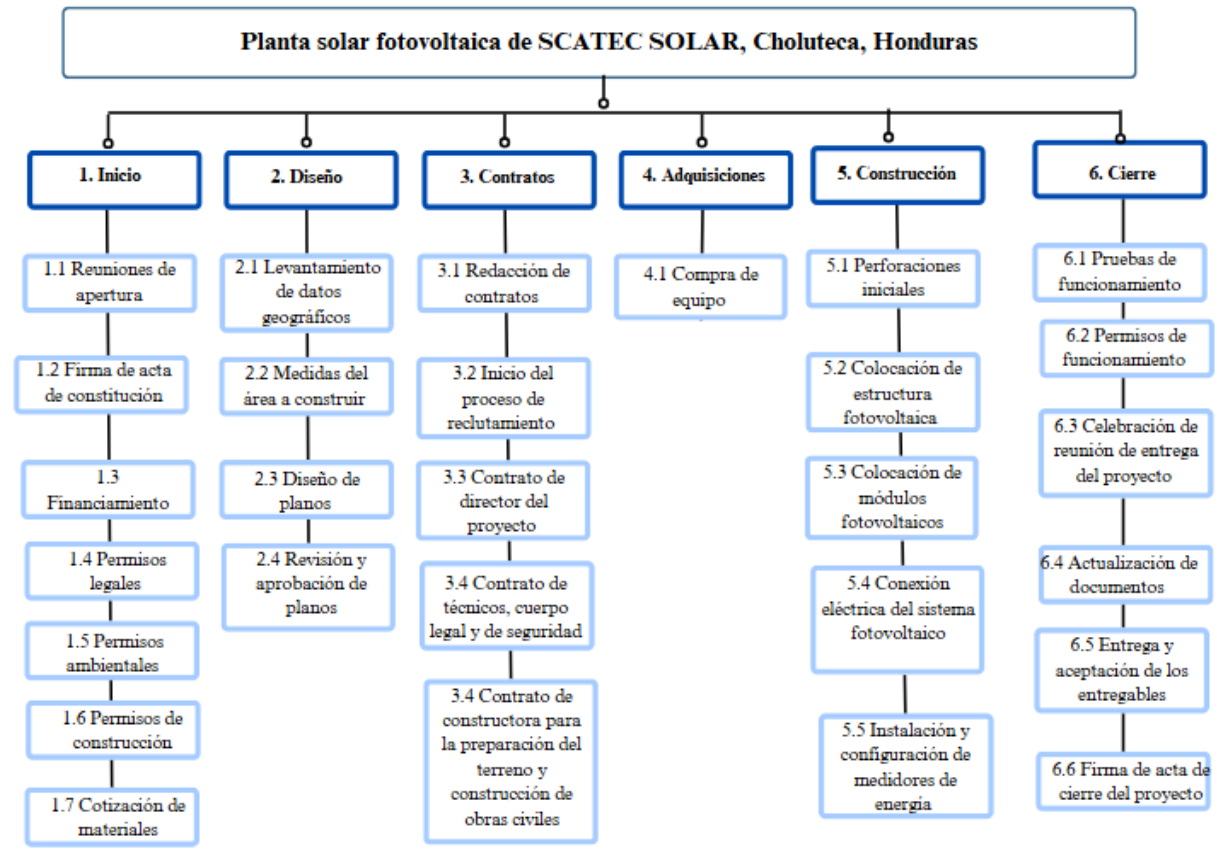 Planta solar fotovoltaica de SCATEC SOLAR, Choluteca, Honduras
1. Inicio
2. Diseño
3. Contratos
4. Adquisiciones
5. Construcción
6. Cierre
1.1 Reuniones de
apertura
1.2 Firma de acta
de constitución
1.3
Financiamiento
1.4 Permisos
legales
1.5 Permisos
ambientales
1.6 Permisos de
construcción
1.7 Cotización de
materiales
2.1 Levantamiento
de datos
geográficos
2.2 Medidas del
área a construir
2.3 Diseño de
planos
2.4 Revisión y
aprobación de
planos
3.1 Redacción de
contratos
3.2 Inicio del
proceso de
reclutamiento
3.3 Contrato de
director del
proyecto
3.4 Contrato de
técnicos, cuerpo
legal y de seguridad
3.4 Contrato de
constructora para
la preparación del
terreno y
construcción de
obras civiles
4.1 Compra de
equipo
5.1 Perforaciones
iniciales
5.2 Colocación de
estructura
fotovoltaica
5.3 Colocación de
módulos
fotovoltaicos
5.4 Conexión
eléctrica del sistema
fotovoltaico
5.5 Instalación y
configuración de
medidores de
energía
6.1 Pruebas de
funcionamiento
6.2 Permisos de
funcionamiento
6.3 Celebración de
reunión de entrega
del proyecto
6.4 Actualización de
documentos
6.5 Entrega y
aceptación de los
entregables
6.6 Firma de acta de
cierre del proyecto